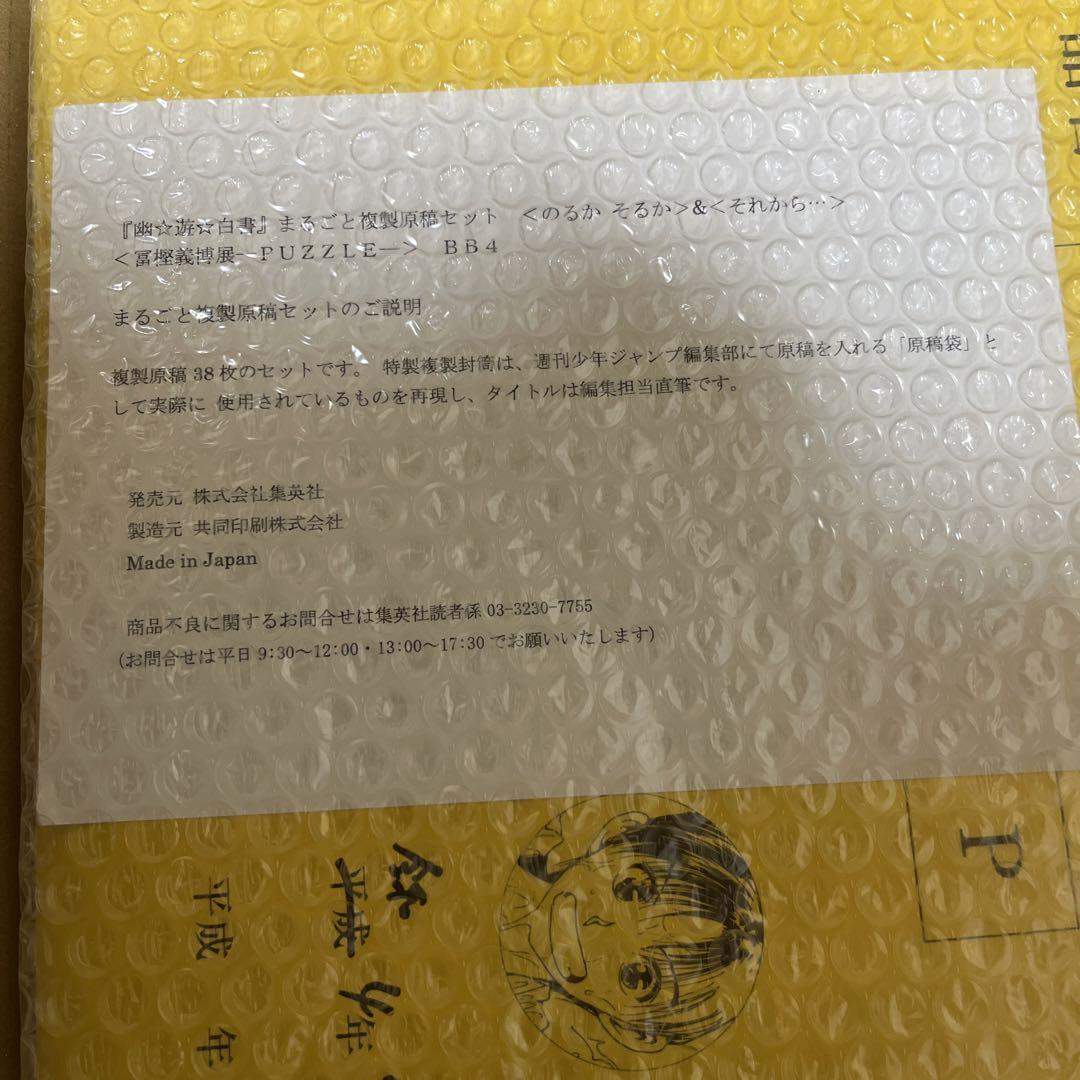 『幽☆遊☆白書』まるごと複製原稿セット ＜のるか そるか＞&＜それから…＞
＜冨樫義博展―ＰＵＺＺＬＥ―＞ ＢＢ４
まるごと複製原稿セットのご説明
複製原稿 38 枚のセットです。 特製複製封筒は、週刊少年ジャンプ編集部にて原稿を入れる「原稿袋」と
して実際に 使用されているものを再現し、タイトルは編集担当直筆です。
発売元 株式会社集英社
製造元 共同印刷株式会社
Made in Japan
商品不良に関するお問合せは集英社読者係 03-3230-7755
（お問合せは平日 9:30～12:00・13:00～17:30 でお願いいたします）
P
平成 4年
平成 年